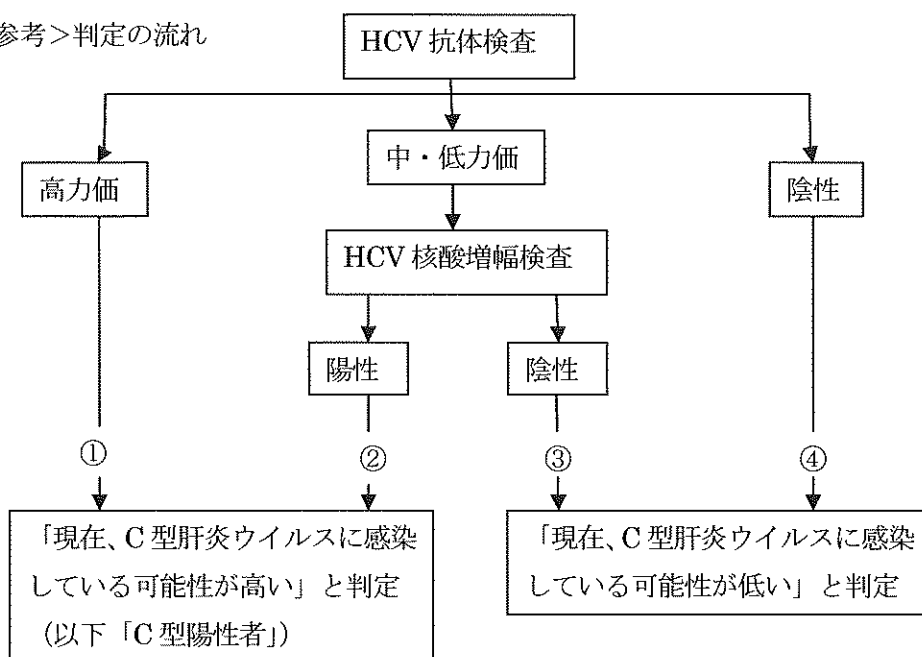 参考＞判定の流れ
HCV 抗体検査
高力価
中・低力価
陰性
HCV 核酸増幅検査
陽性
陰性
①
②
③
④
「現在、C 型肝炎ウイルスに感染
している可能性が高い」と判定
（以下「C 型陽性者」）
「現在、C 型肝炎ウイルスに感染
している可能性が低い」と判定